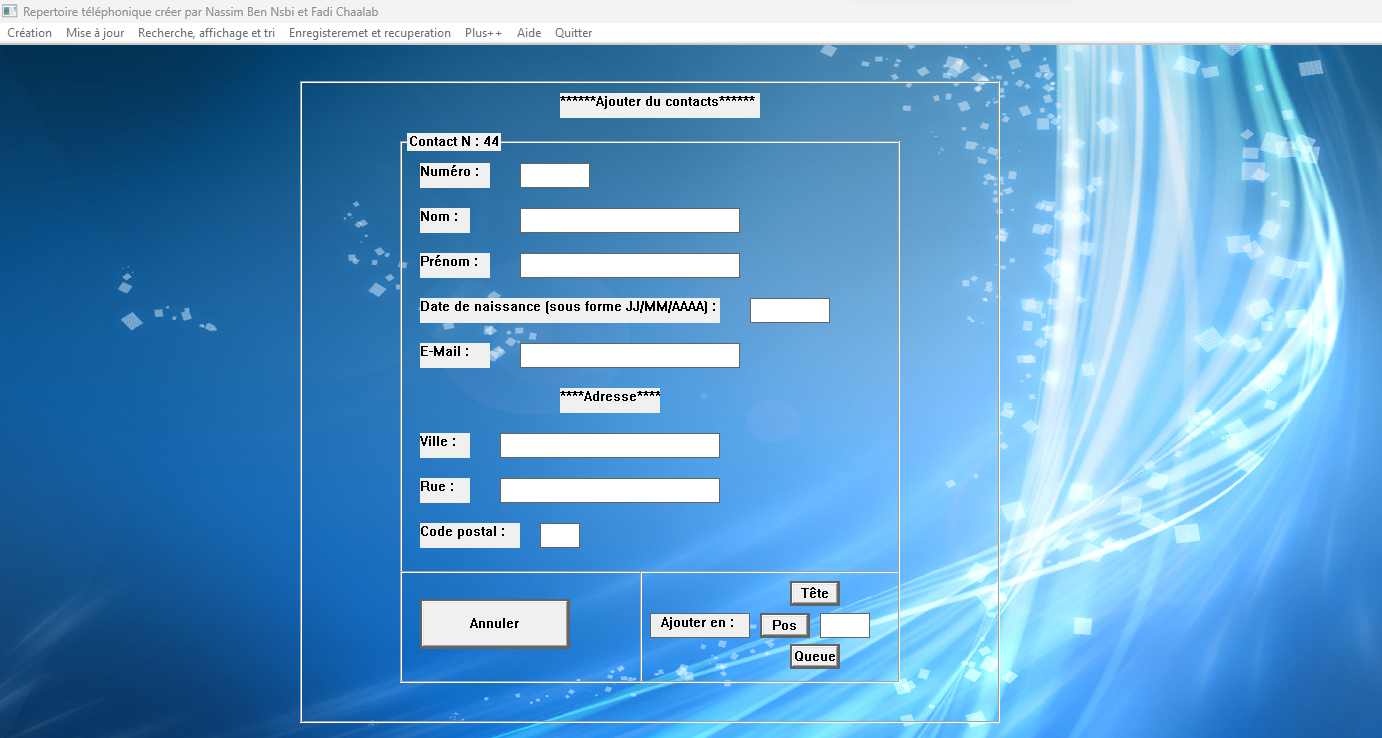 Repertoire téléphonique créer par Nassim Ben Nsbi et Fadi Chaalab
Création Mise à jour Recherche, affichage et tri Enregisteremet et recuperation Plus++ Aide Quitter
******Ajouter du contacts******
Contact N : 44
Numéro :
Nom :
Prénom :
Date de naissance (sous forme JJ/MM/AAAA) :
E-Mail :
****Adresse****
Ville :
Rue :
Code postal :
Tête
Annuler
Ajouter en : Pos
Queue